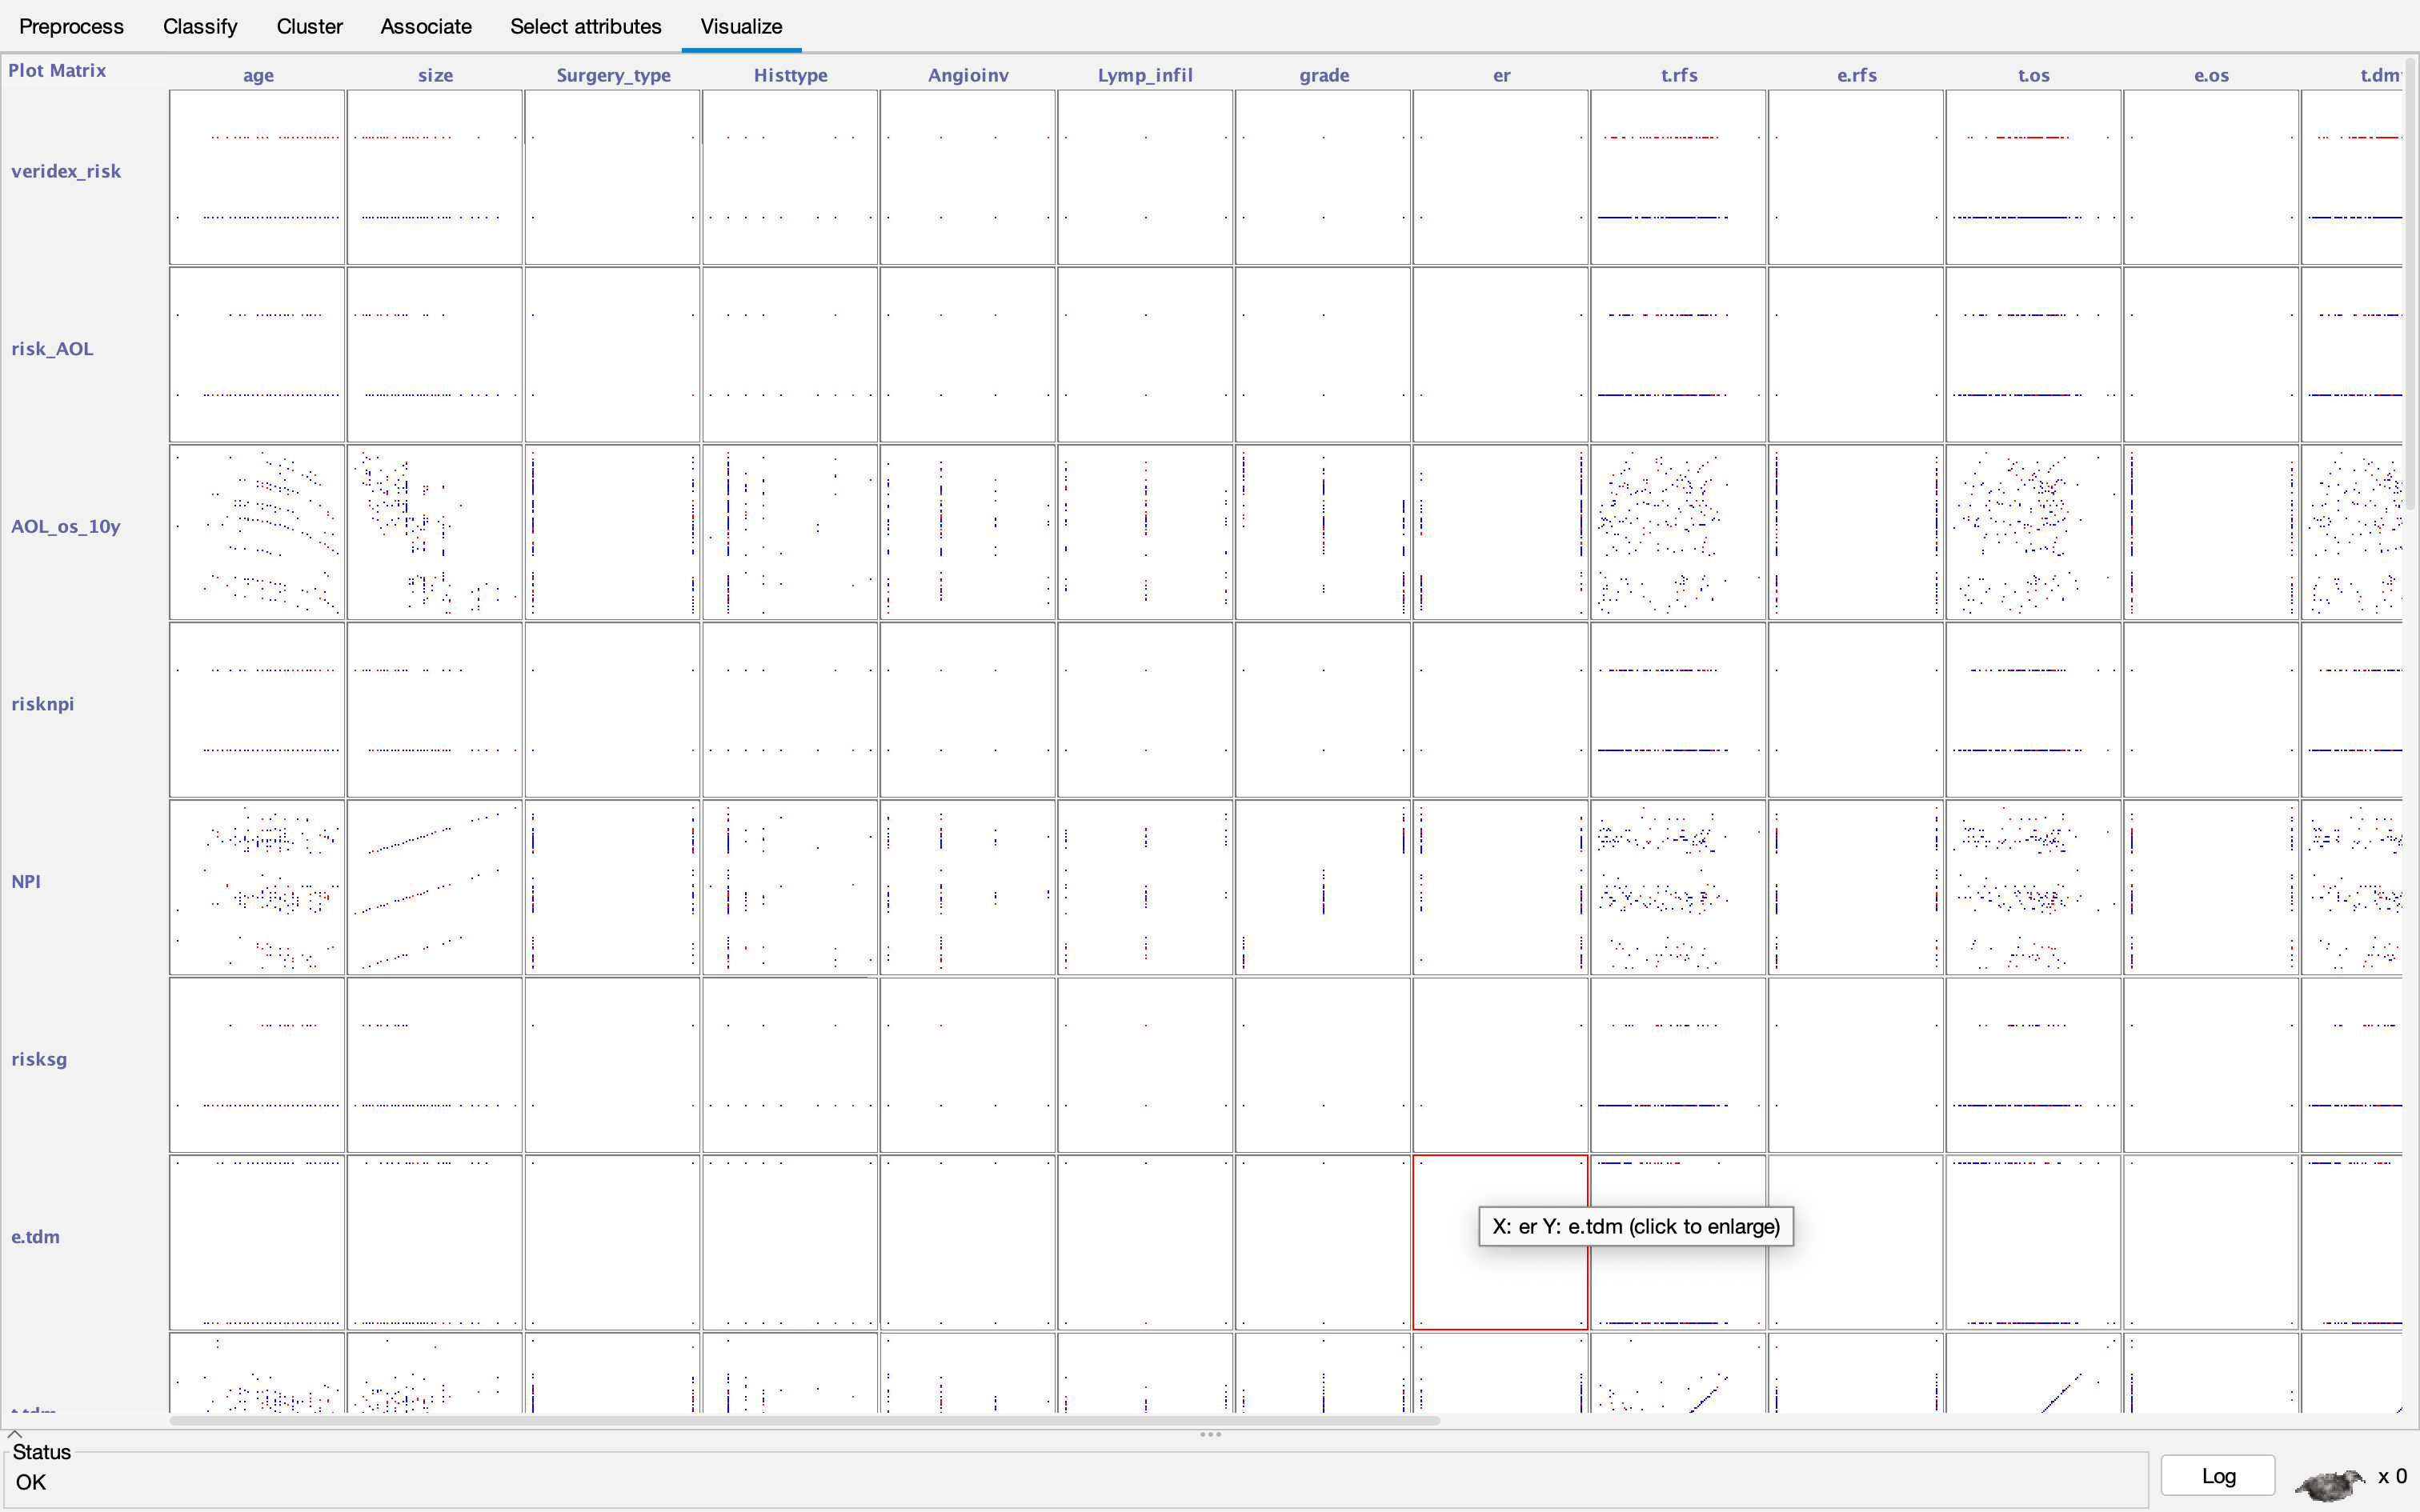 Preprocess Classify Cluster Associate Select attributes Visualize
Plot Matrix age size Surgery_type Histtype Angioinv Lymp_infil grade er t.rfs e.rfs t.os e.os t.dm
veridex_risk
risk_AOL
AOL_os_10y
risknpi
NPI
risksg
e.tdm
X: er Y: e.tdm (click to enlarge)
t.tdm
Status
OK
Log x 0